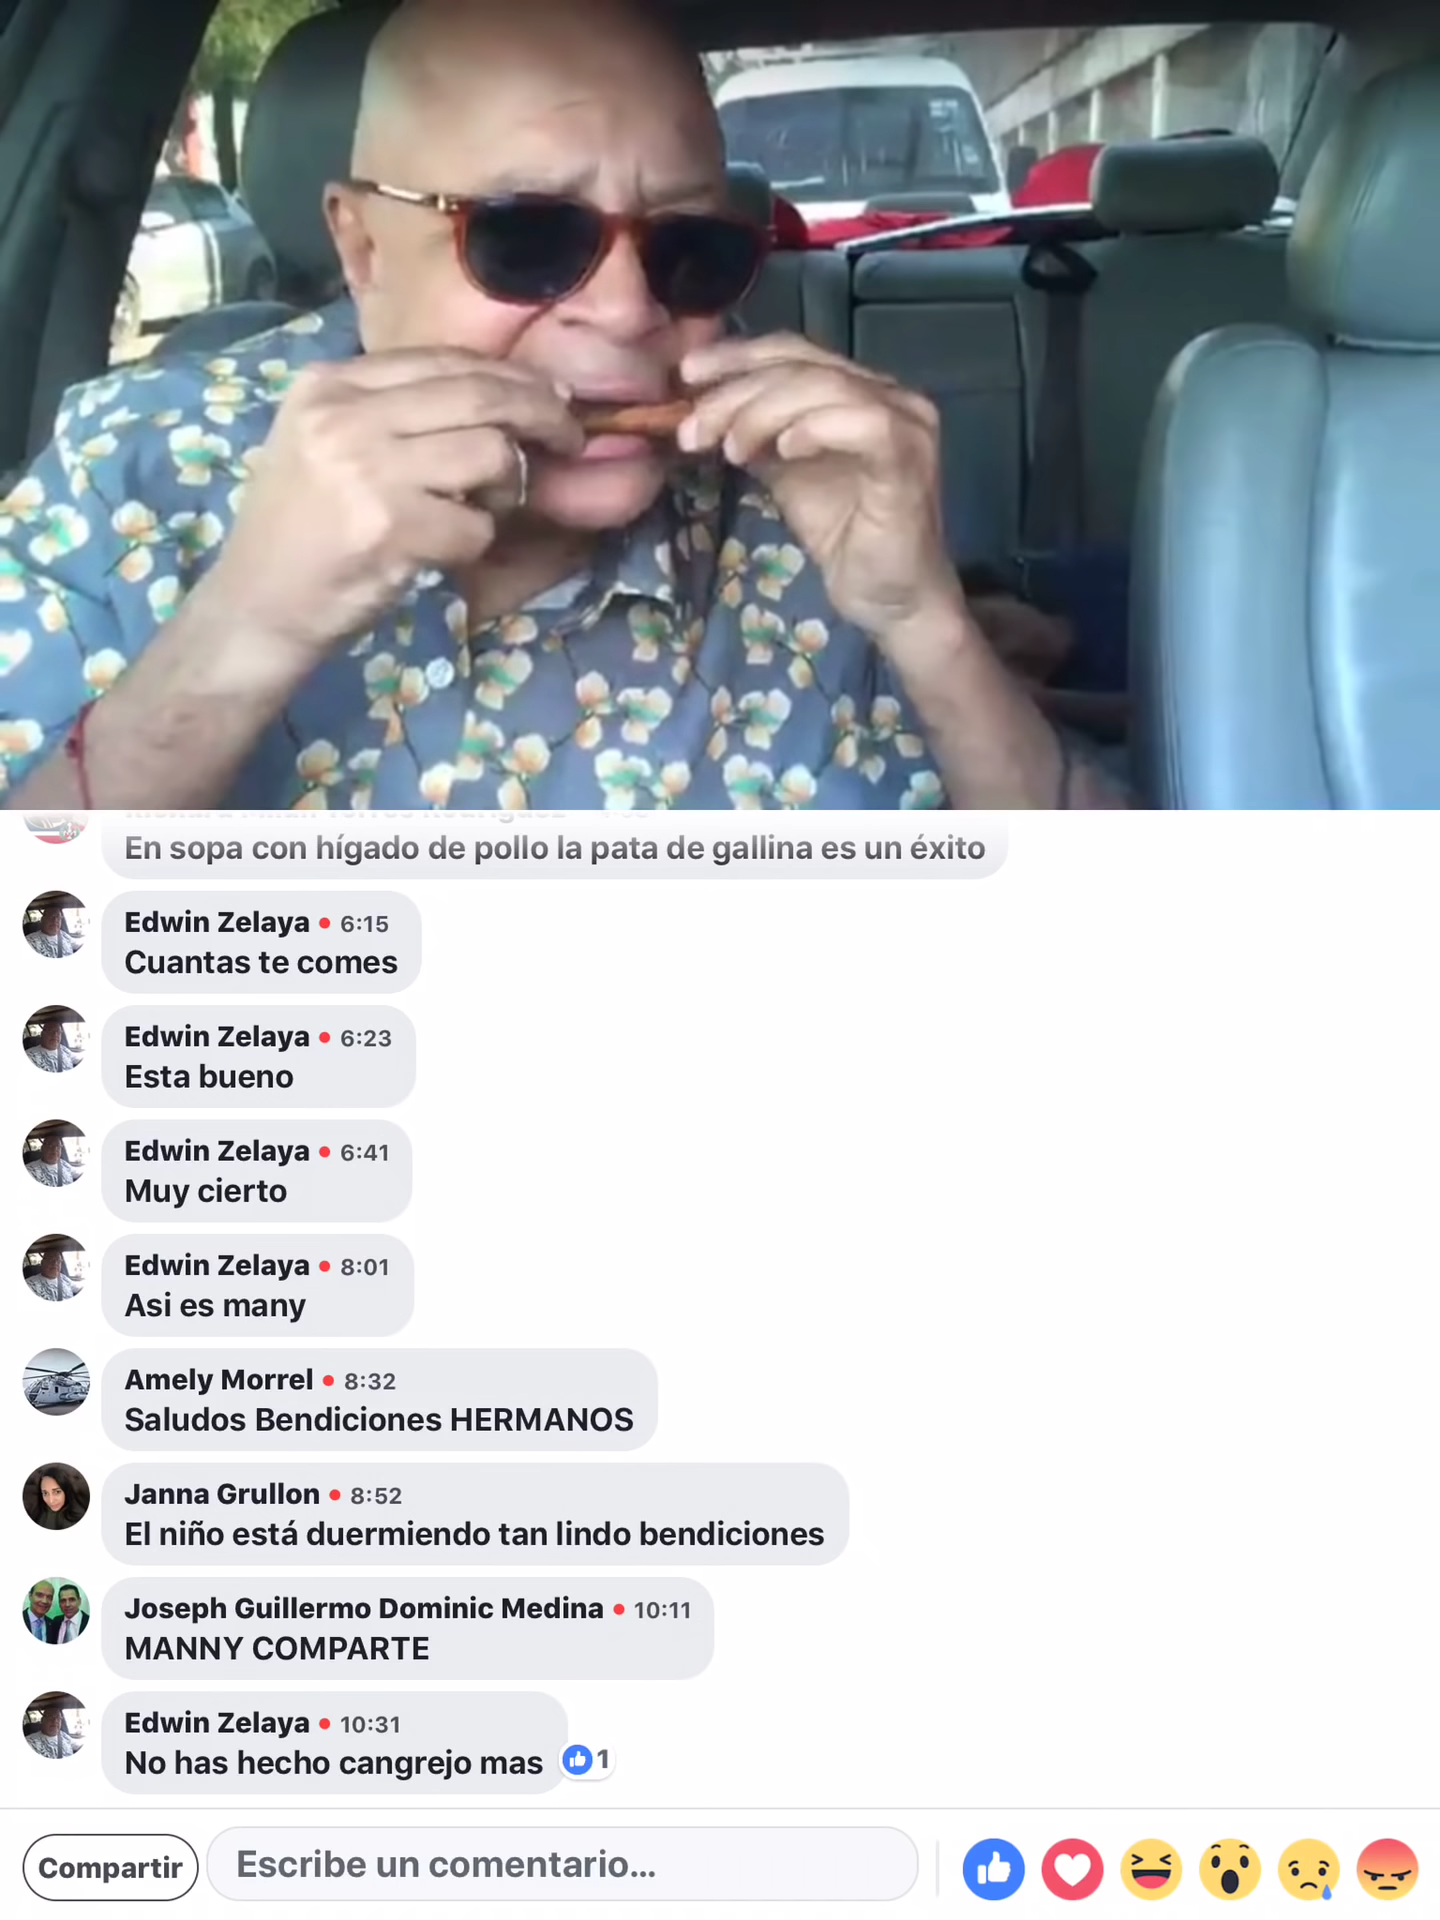 En sopa con hígado de pollo la pata de gallina es un éxito
Edwin Zelaya • 6:15
Cuantas te comes
Edwin Zelaya • 6:23
Esta bueno
Edwin Zelaya • 6:41
Muy cierto
Edwin Zelaya • 8:01
Asi es many
Amely Morrel • 8:32
Saludos Bendiciones HERMANOS
Janna Grullon • 8:52
El niño está duermiendo tan lindo bendiciones
Joseph Guillermo Dominic Medina • 10:11
MANNY COMPARTE
Edwin Zelaya • 10:31
No has hecho cangrejo mas 1
Compartir Escribe un comentario...